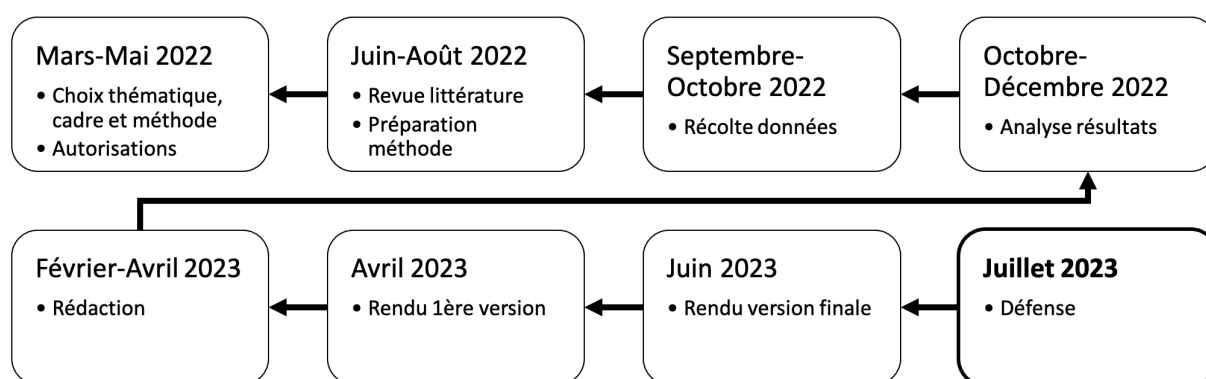 Mars-Mai 2022
• Choix thématique,
cadre et méthode
• Autorisations
Juin-Août 2022
• Revue littérature
• Préparation
méthode
Septembre-
Octobre 2022
• Récolte données
Octobre-
Décembre 2022
• Analyse résultats
Février-Avril 2023
• Rédaction
Avril 2023
• Rendu 1ère version
Juin 2023
• Rendu version finale
Juillet 2023
• Défense